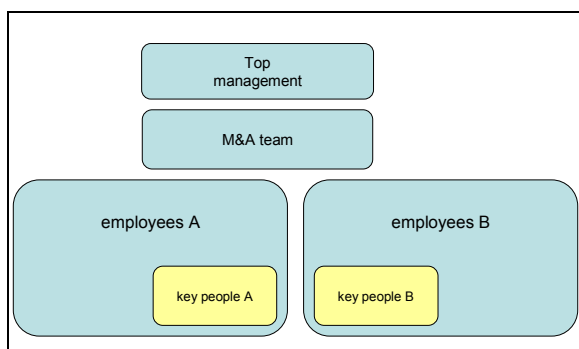 Top
management
M&A team
employees A
employees B
key people A
key people B